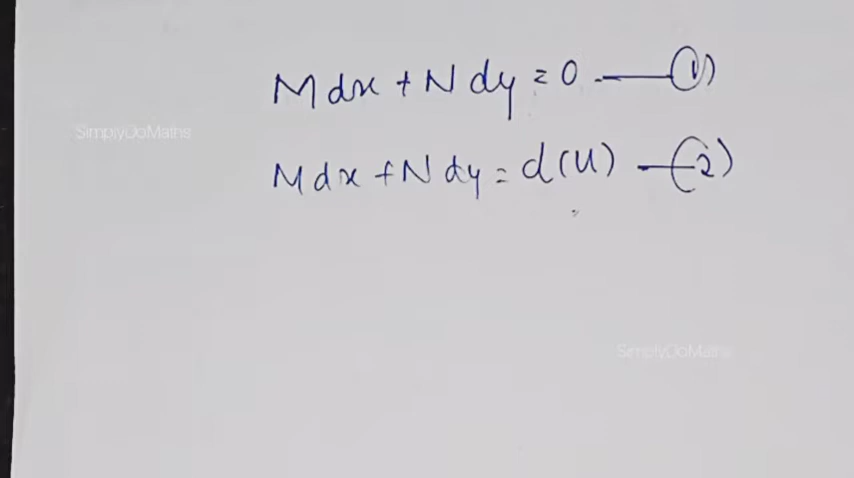 M dx + N dy = 0 — (1)
SimplyDoMaths
M dx + N dy = d(u) — (2)
SimplyDoMaths